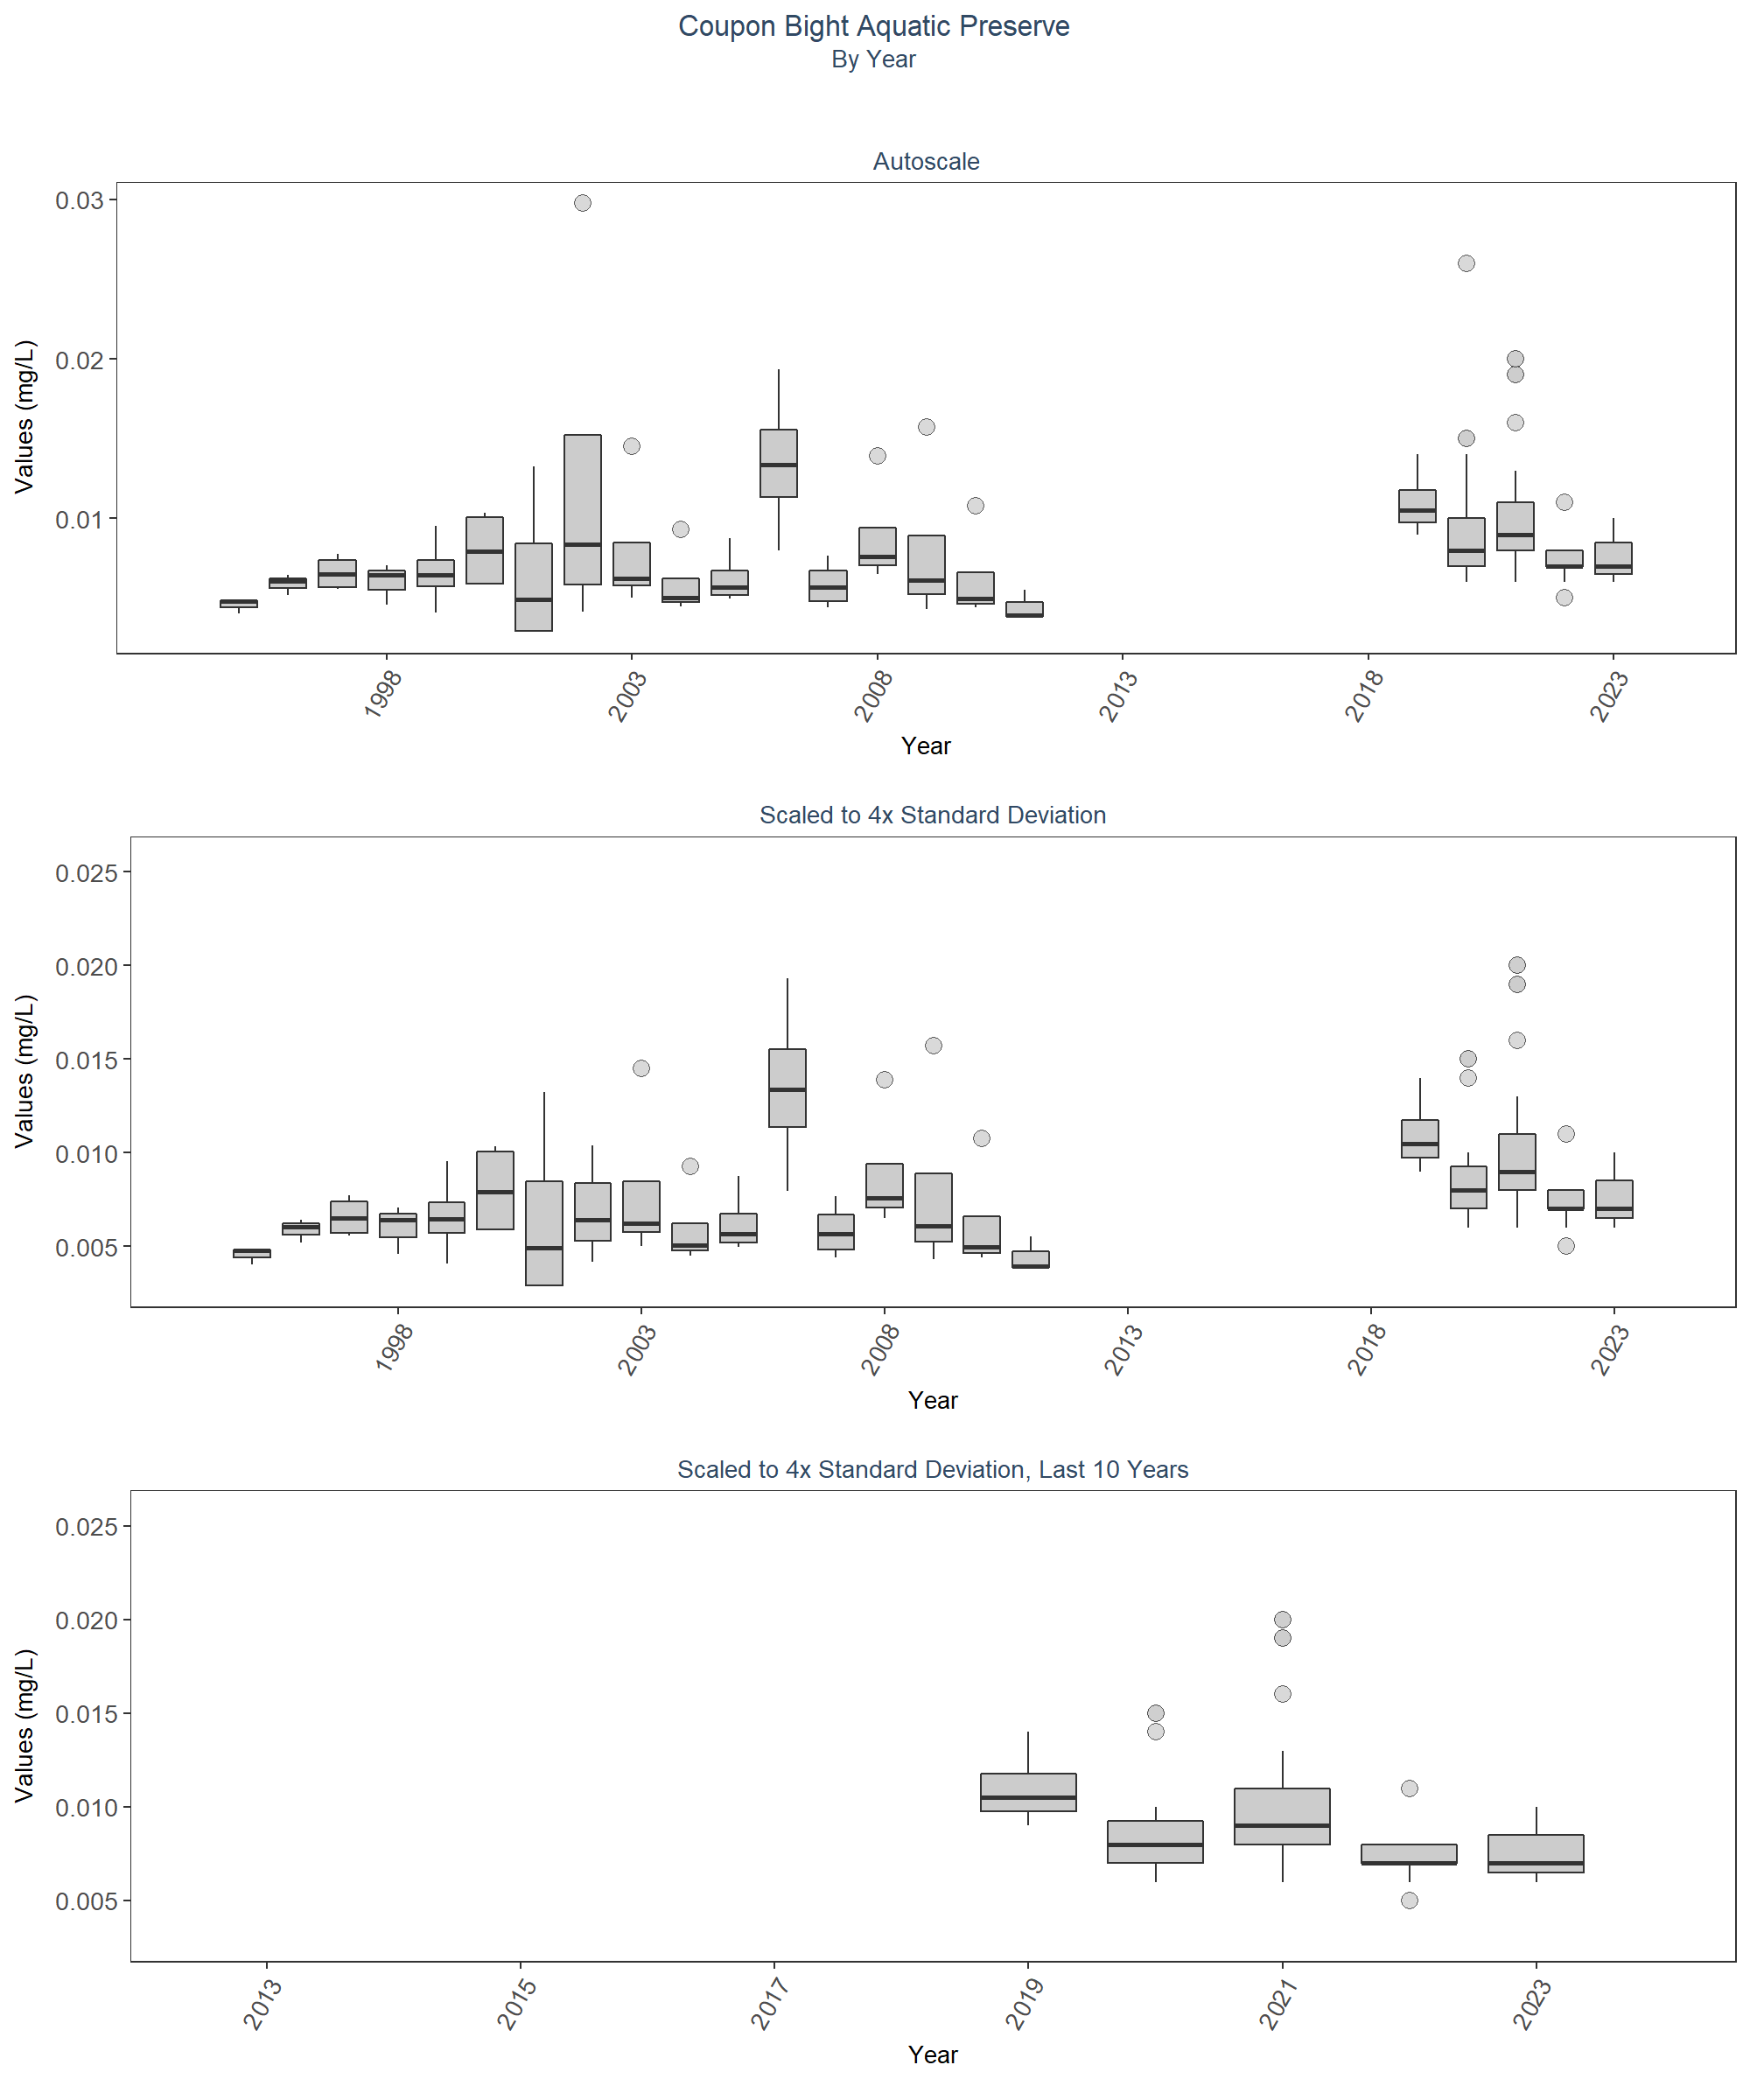 Coupon Bight Aquatic Preserve
By Year
Autoscale
Values (mg/L)
0.03
0.02
0.01
1998 2003 2008 2013 2018 2023
Year
Scaled to 4x Standard Deviation
Values (mg/L)
0.025
0.020
0.015
0.010
0.005
1998 2003 2008 2013 2018 2023
Year
Scaled to 4x Standard Deviation, Last 10 Years
Values (mg/L)
0.025
0.020
0.015
0.010
0.005
2013 2015 2017 2019 2021 2023
Year